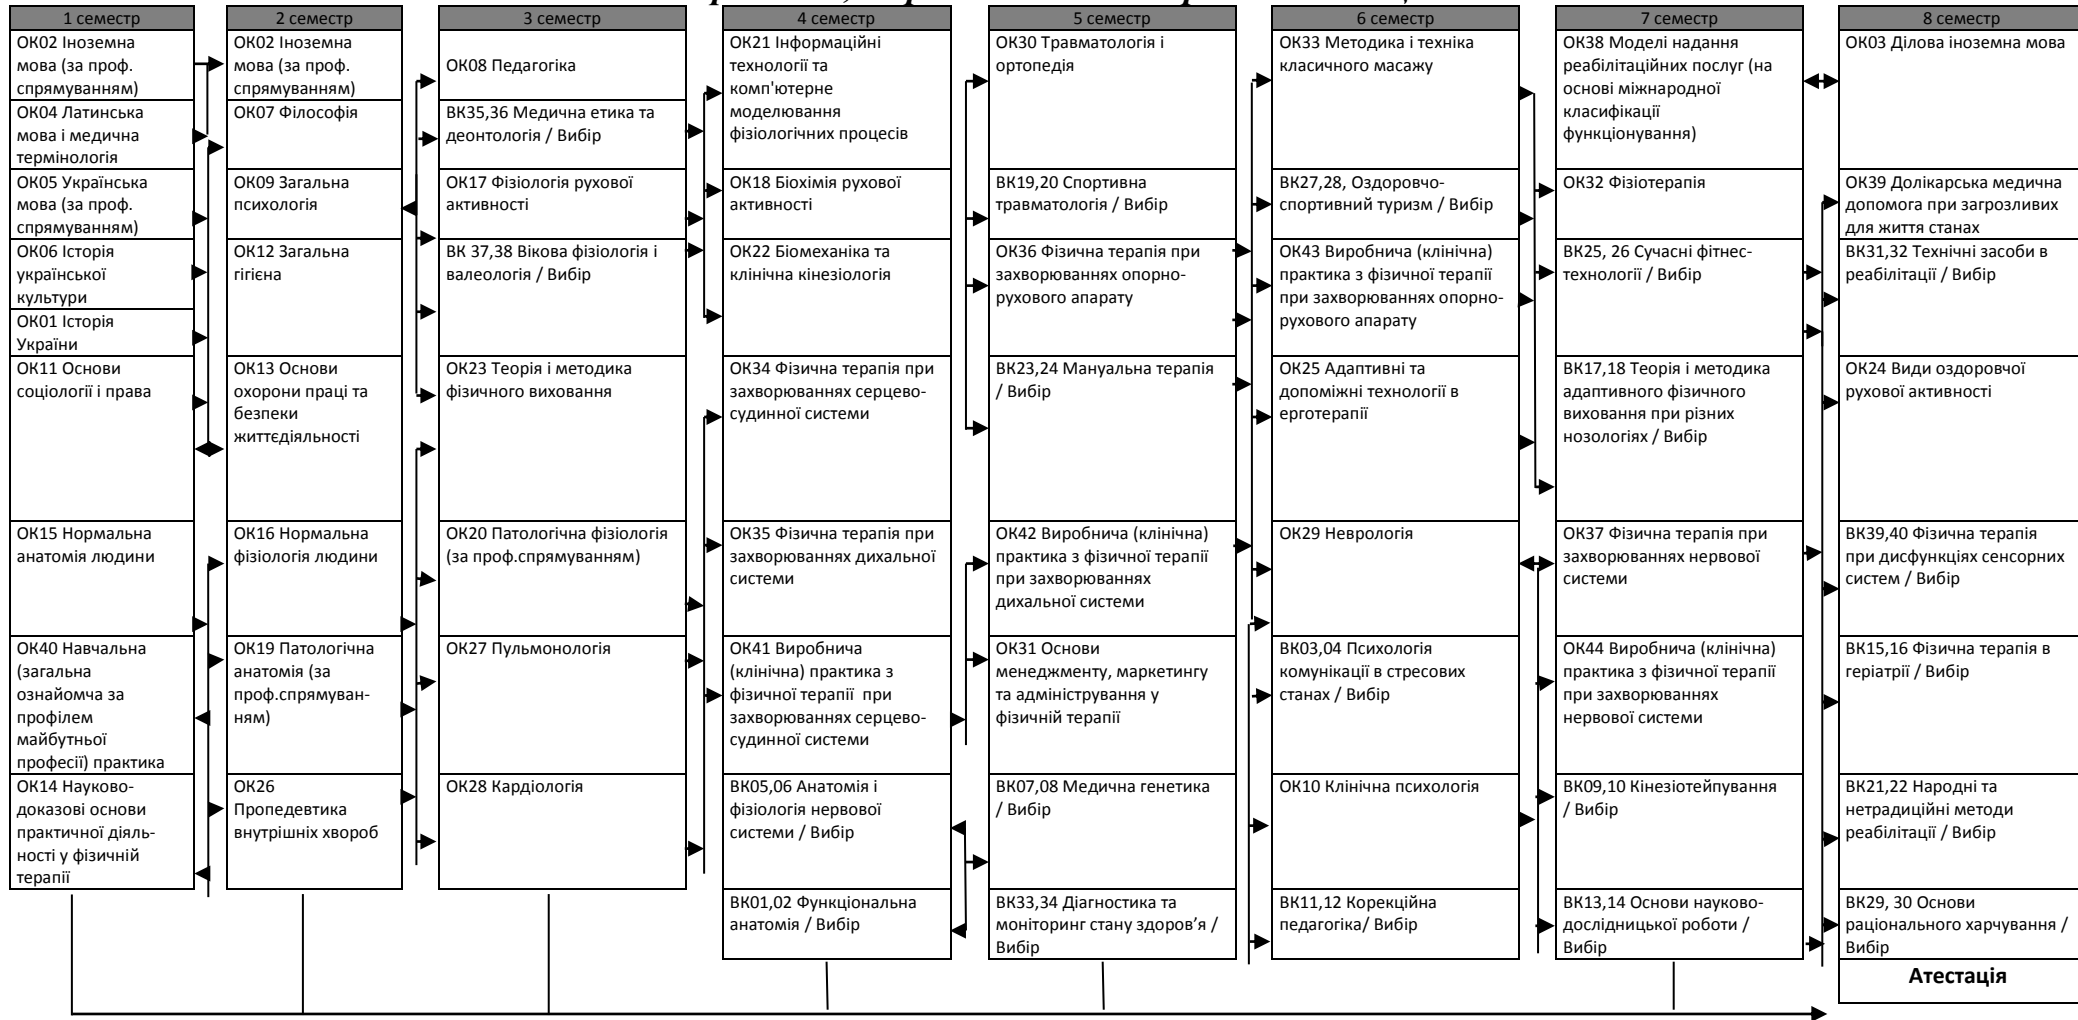 1 семестр
ОК02 Іноземна
мова (за проф.
спрямуванням)
ОК04 Латинська
мова і медична
термінологія
ОК05 Українська
мова (за проф.
спрямуванням)
ОК06 Історія
української
культури
ОК01 Історія
України
ОК11 Основи
соціології і права
ОК15 Нормальна
анатомія людини
ОК40 Навчальна
(загальна
ознайомча за
профілем
майбутньої
професії) практика
ОК14 Науково-
доказові основи
практичної діяль-
ності у фізичній
терапії
2 семестр
ОК02 Іноземна
мова (за проф.
спрямуванням)
ОК07 Філософія
ОК09 Загальна
психологія
ОК12 Загальна
гігієна
ОК13 Основи
охорони праці та
безпеки
життєдіяльності
ОК16 Нормальна
фізіологія людини
ОК19 Патологічна
анатомія (за
проф.спрямуван-
ням)
ОК26
Пропедевтика
внутрішніх хвороб
3 семестр
ОК08 Педагогіка
ВК35,36 Медична етика та
деонтологія / Вибір
ОК17 Фізіологія рухової
активності
ВК 37,38 Вікова фізіологія і
валеологія / Вибір
ОК23 Теорія і методика
фізичного виховання
ОК20 Патологічна фізіологія
(за проф.спрямуванням)
ОК27 Пульмонологія
ОК28 Кардіологія
4 семестр
ОК21 Інформаційні
технології та
комп'ютерне
моделювання
фізіологічних процесів
ОК18 Біохімія рухової
активності
ОК22 Біомеханіка та
клінічна кінезіологія
ОК34 Фізична терапія при
захворюваннях серцево-
судинної системи
ОК35 Фізична терапія при
захворюваннях дихальної
системи
ОК41 Виробнича
(клінічна) практика з
фізичної терапії при
захворюваннях серцево-
судинної системи
ВК05,06 Анатомія і
фізіологія нервової
системи / Вибір
ВК01,02 Функціональна
анатомія / Вибір
5 семестр
ОК30 Травматологія і
ортопедія
ВК19,20 Спортивна
травматологія / Вибір
ОК36 Фізична терапія при
захворюваннях опорно-
рухового апарату
ВК23,24 Мануальна терапія
/ Вибір
ОК42 Виробнича (клінічна)
практика з фізичної терапії
при захворюваннях
дихальної системи
ОК31 Основи
менеджменту, маркетингу
та адміністрування у
фізичній терапії
ВК07,08 Медична генетика
/ Вибір
ВК33,34 Діагностика та
моніторинг стану здоров’я /
Вибір
6 семестр
ОК33 Методика і техніка
класичного масажу
ВК27,28, Оздоровчо-
спортивний туризм / Вибір
ОК43 Виробнича (клінічна)
практика з фізичної терапії
при захворюваннях опорно-
рухового апарату
ОК25 Адаптивні та
допоміжні технології в
ерготерапії
ОК29 Неврологія
ВК03,04 Психологія
комунікації в стресових
станах / Вибір
ОК10 Клінічна психологія
ВК11,12 Корекційна
педагогіка/ Вибір
7 семестр
ОК38 Моделі надання
реабілітаційних послуг (на
основі міжнародної
класифікації
функціонування)
ОК32 Фізіотерапія
ВК25, 26 Сучасні фітнес-
технології / Вибір
ВК17,18 Теорія і методика
адаптивного фізичного
виховання при різних
нозологіях / Вибір
ОК37 Фізична терапія при
захворюваннях нервової
системи
ОК44 Виробнича (клінічна)
практика з фізичної терапії
при захворюваннях
нервової системи
ВК09,10 Кінезіотейпування
/ Вибір
ВК13,14 Основи науково-
дослідницької роботи /
Вибір
8 семестр
ОК03 Ділова іноземна мова
ОК39 Долікарська медична
допомога при загрозливих
для життя станах
ВК31,32 Технічні засоби в
реабілітації / Вибір
ОК24 Види оздоровчої
рухової активності
ВК39,40 Фізична терапія
при дисфункціях сенсорних
систем / Вибір
ВК15,16 Фізична терапія в
геріатрії / Вибір
ВК21,22 Народні та
нетрадиційні методи
реабілітації / Вибір
ВК29, 30 Основи
раціонального харчування /
Вибір
Атестація